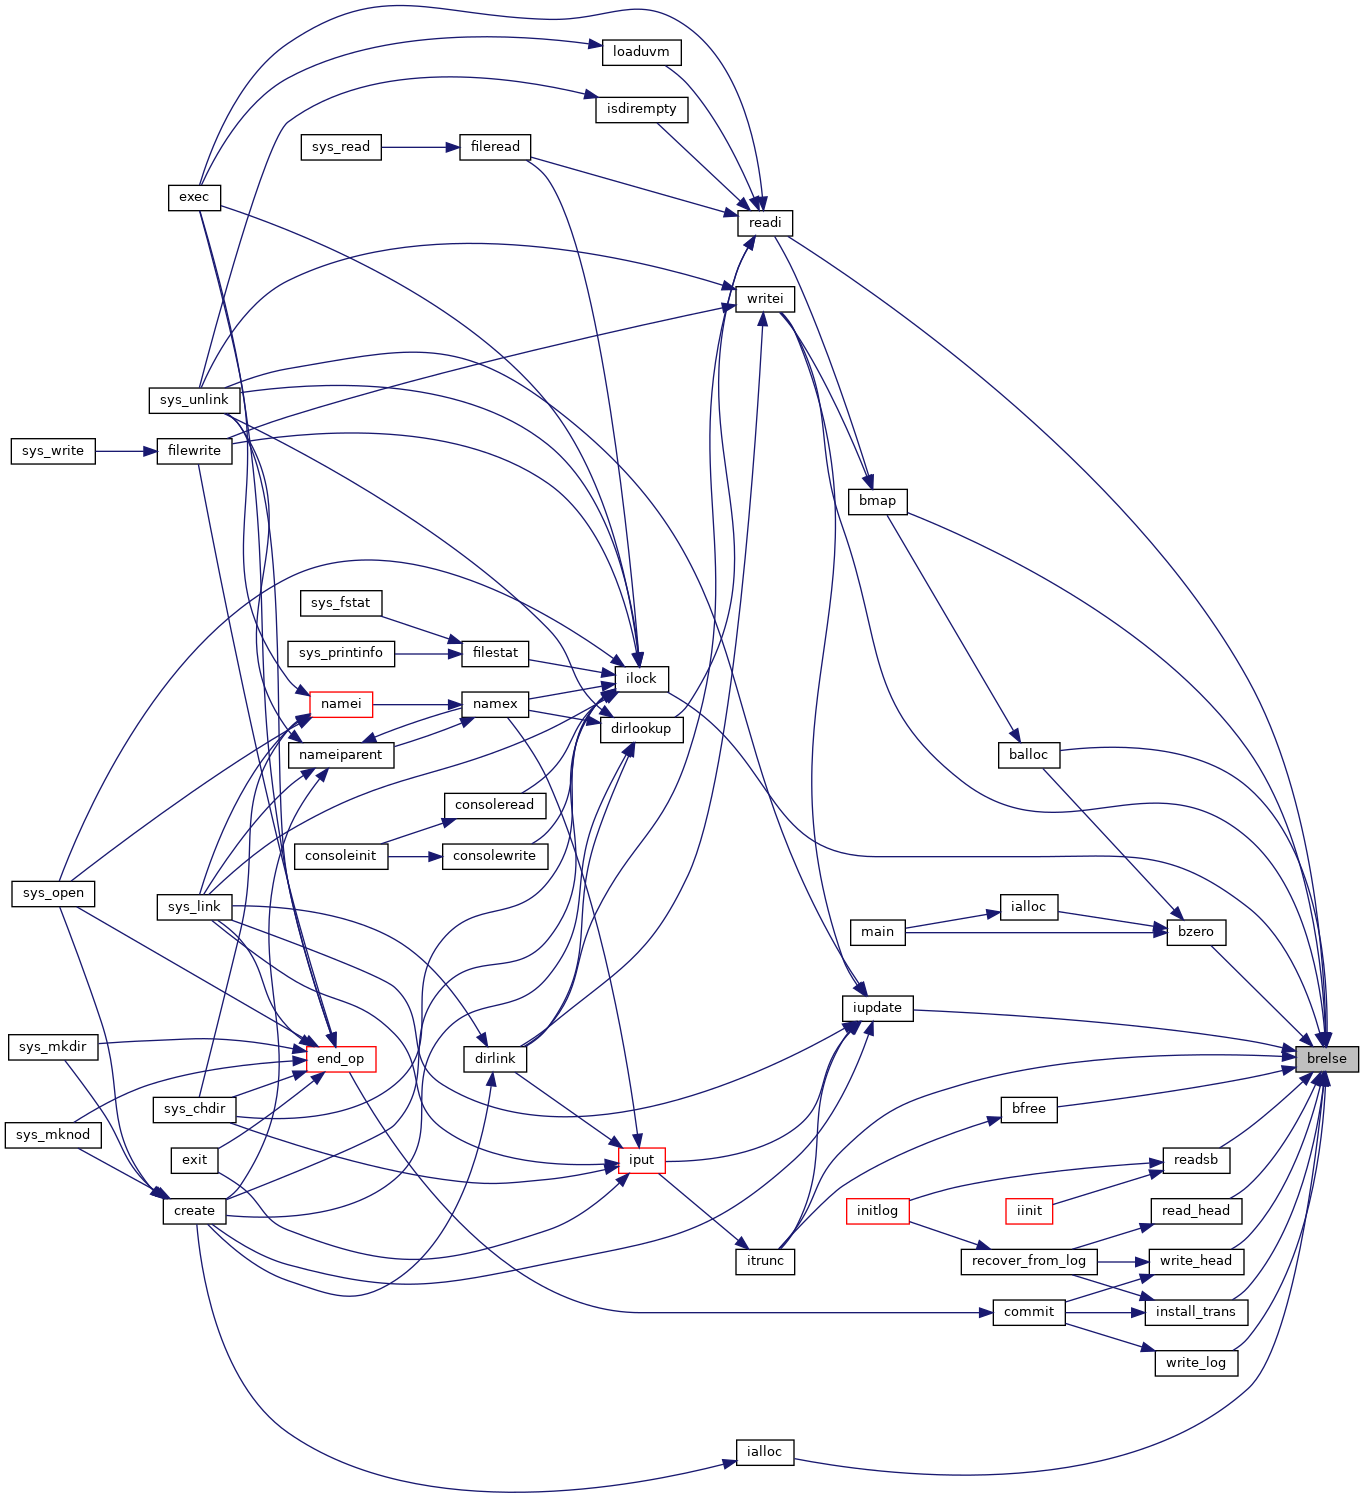 loaduvm
isdirempty
sys_read
fileread
exec
readi
writei
sys_unlink
sys_write
filewrite
bmap
sys_fstat
sys_printinfo
filestat
ilock
namei
namex
dirlookup
nameiparent
balloc
consoleread
consoleinit
consolewrite
sys_open
sys_link
ialloc
main
bzero
iupdate
sys_mkdir
end_op
dirlink
brelse
sys_chdir
bfree
sys_mknod
exit
iput
readsb
create
initlog
iinit
read_head
itrunc
recover_from_log
write_head
commit
install_trans
write_log
ialloc